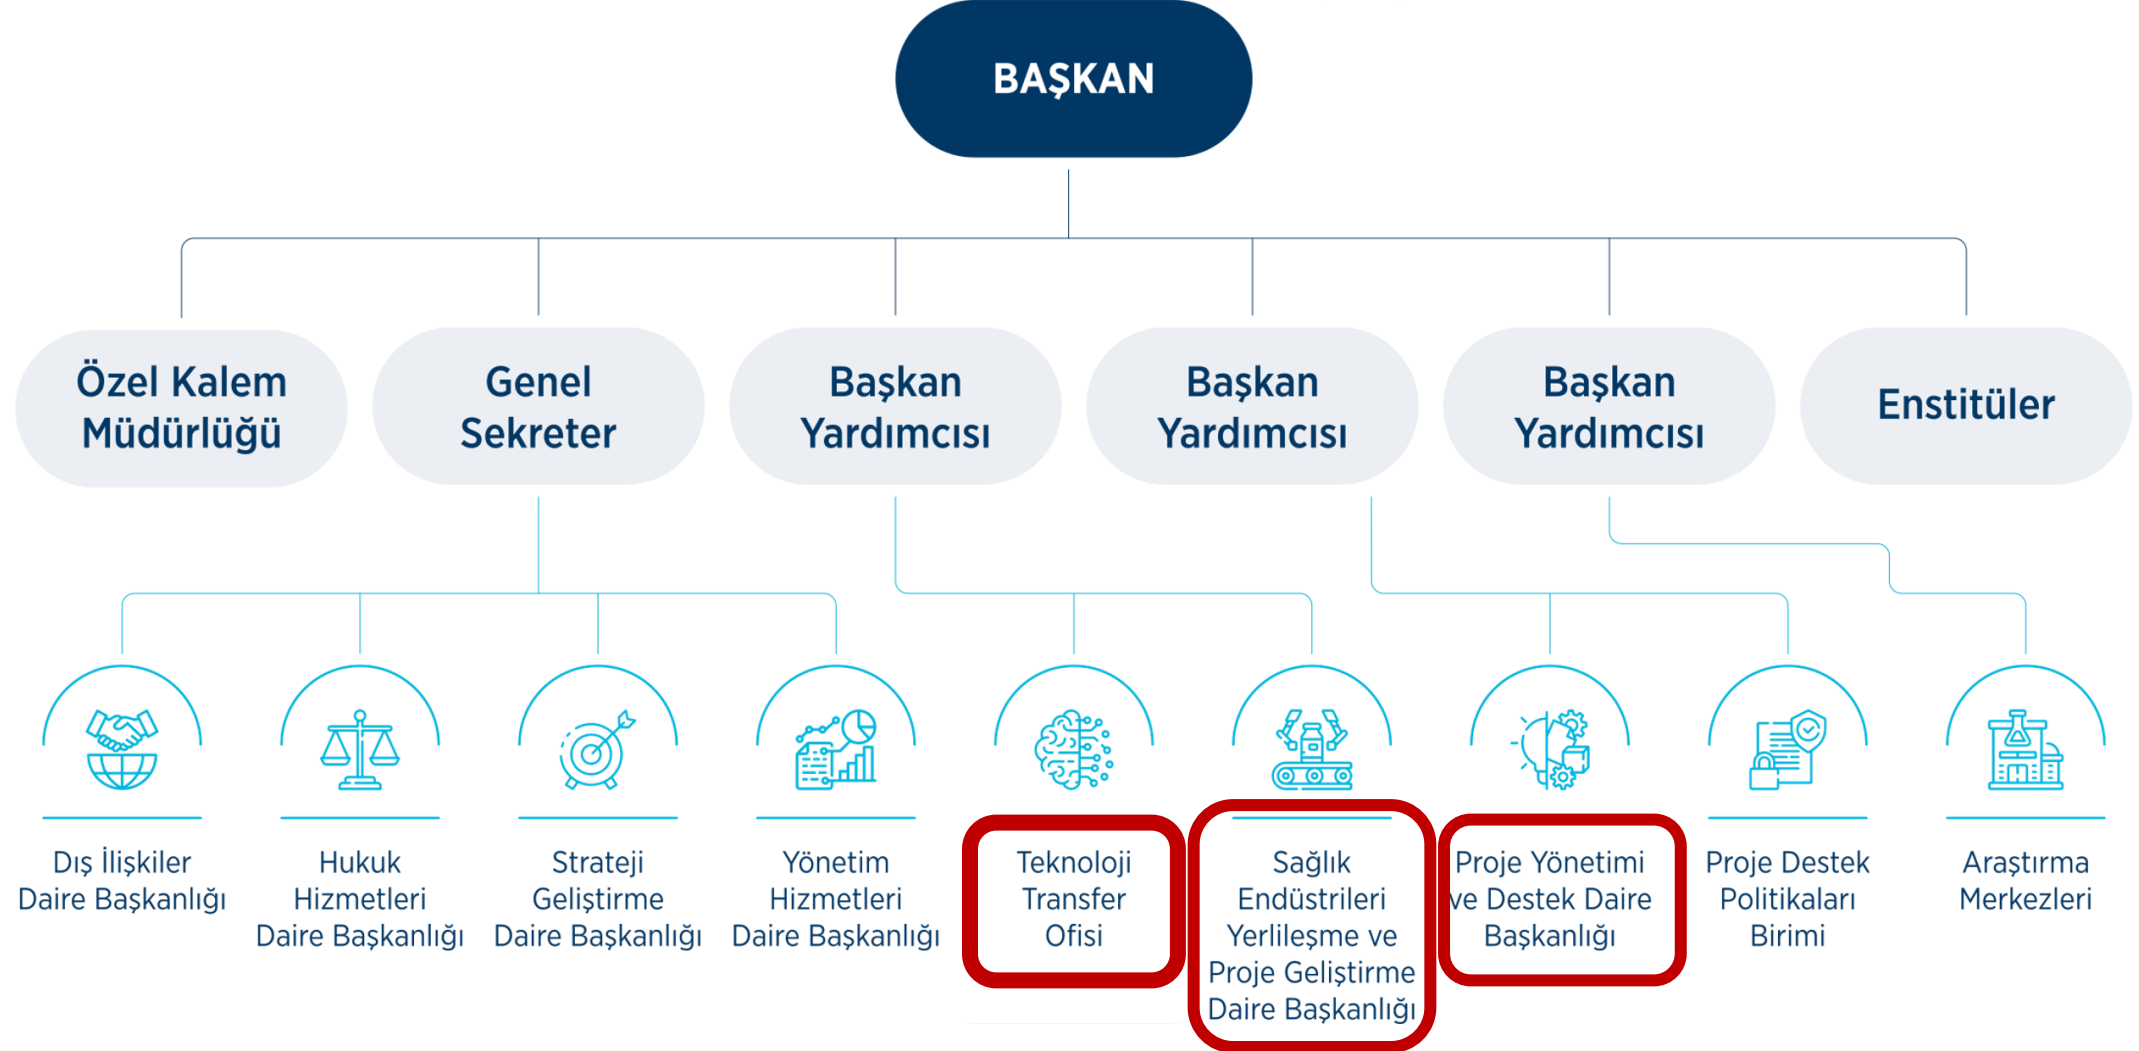 BAŞKAN
Özel Kalem
Müdürlüğü
Genel
Sekreter
Başkan
Yardımcısı
Başkan
Yardımcısı
Başkan
Yardımcısı
Enstitüler
Dış İlişkiler
Daire Başkanlığı
Hukuk
Hizmetleri
Daire Başkanlığı
Strateji
Geliştirme
Daire Başkanlığı
Yönetim
Hizmetleri
Daire Başkanlığı
Teknoloji
Transfer
Ofisi
Sağlık
Endüstrileri
Yerlileşme ve
Proje Geliştirme
Daire Başkanlığı
Proje Yönetimi
ve Destek Daire
Başkanlığı
Proje Destek
Politikaları
Birimi
Araştırma
Merkezleri